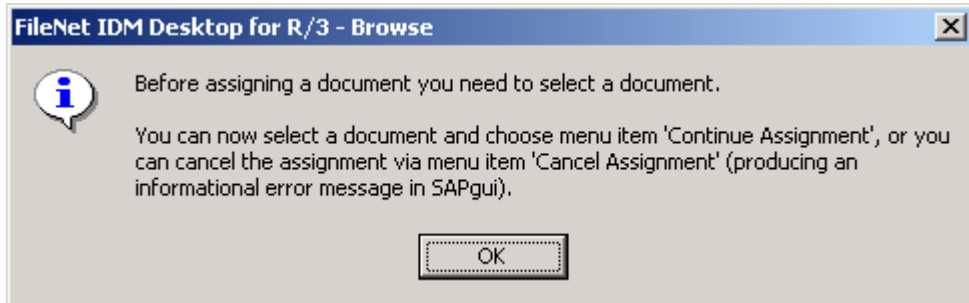 FileNet IDM Desktop for R/3 - Browse
Before assigning a document you need to select a document.
You can now select a document and choose menu item 'Continue Assignment', or you
can cancel the assignment via menu item 'Cancel Assignment' (producing an
informational error message in SAPgui).
OK